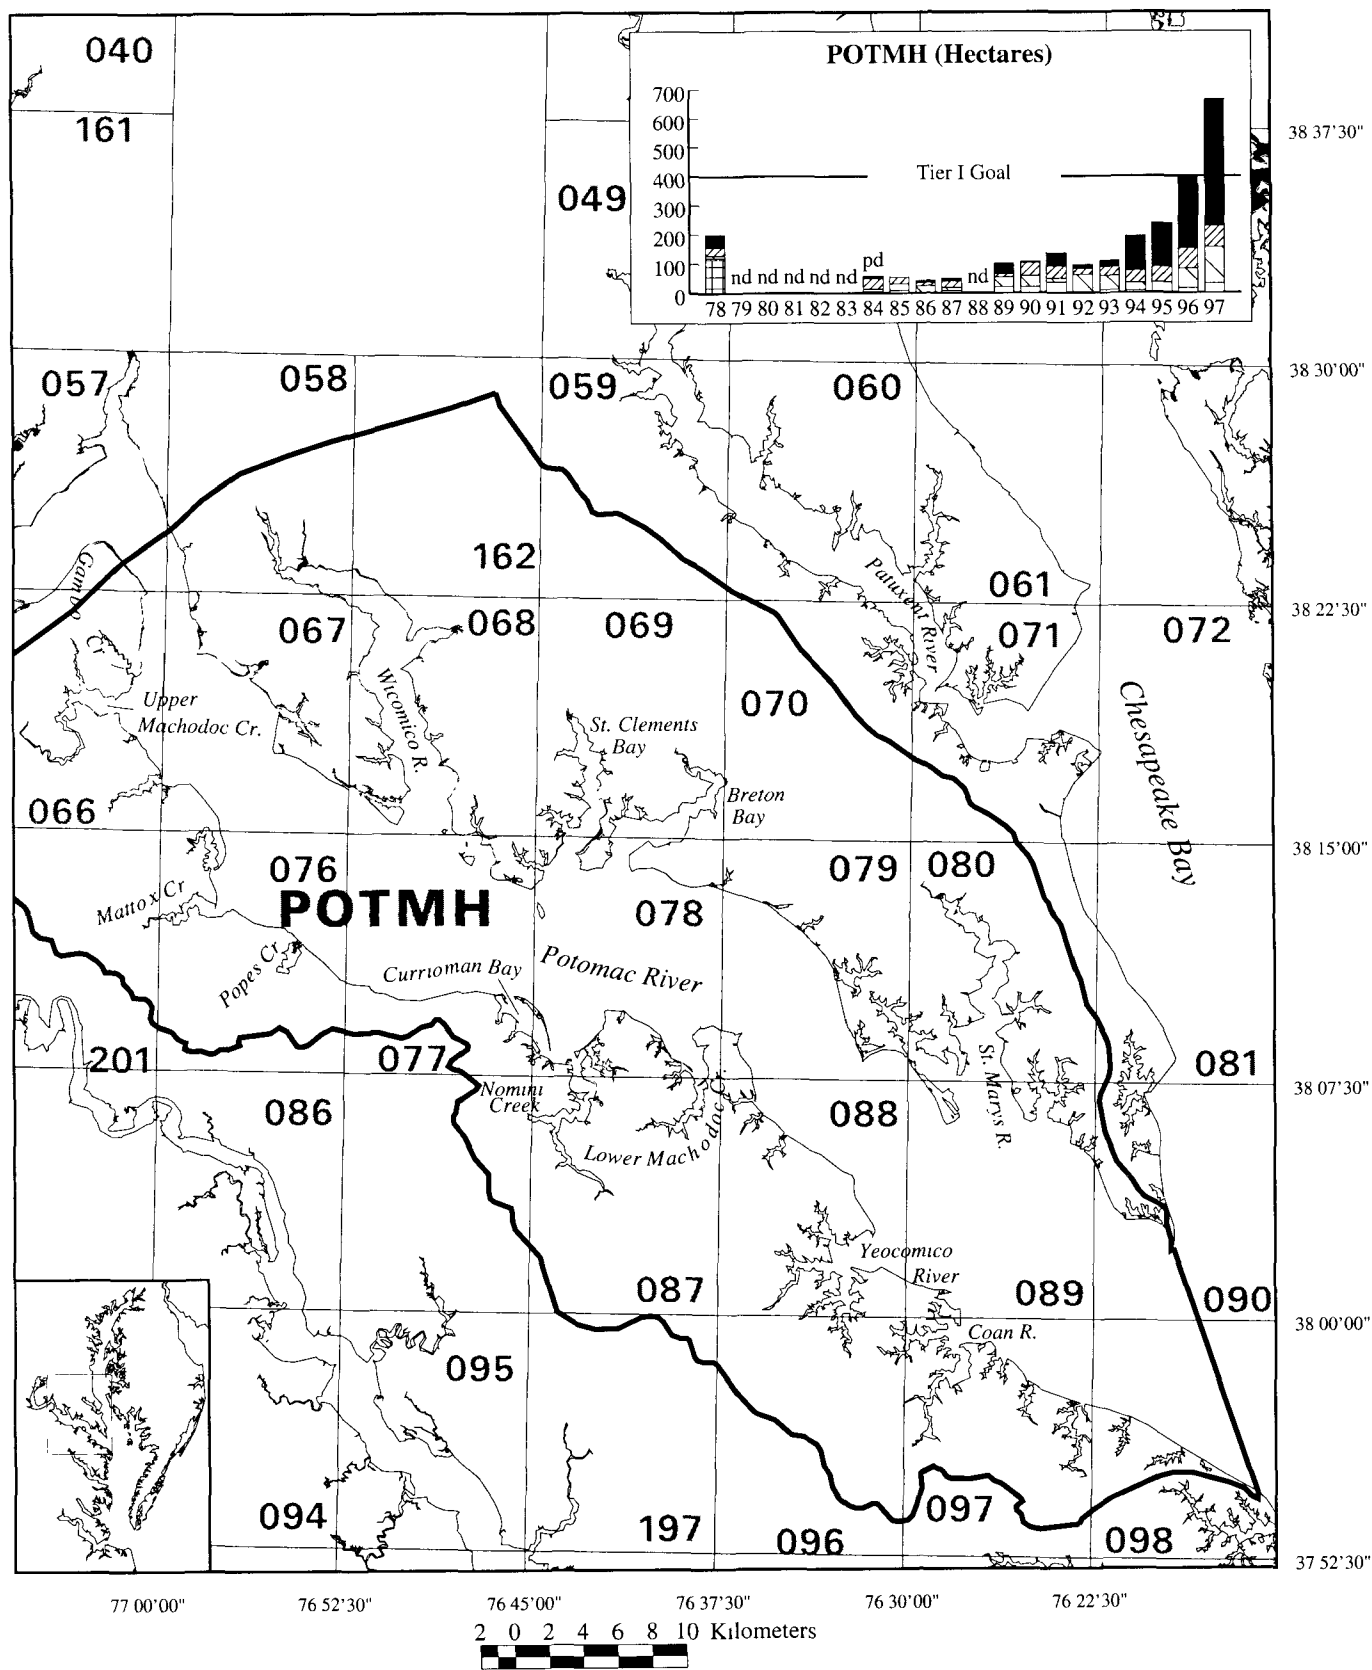 040
161
049
POTMH (Hectares)
700
600
500
400
300
200
100
0
Tier I Goal
pd
nd nd nd nd nd
nd
78 79 80 81 82 83 84 85 86 87 88 89 90 91 92 93 94 95 96 97
38 37'30"
057
058
059
060
38 30'00"
162
061
067
068
069
071
072
38 22'30"
Patuxent River
Cr
Upper
Machodoc Cr.
Wicomico R.
St. Clements
Bay
070
Breton
Bay
Chesapeake Bay
066
076
079
080
38 15'00"
Mattox Cr
POTMH
078
Popes Cr
Currioman Bay
Potomac River
201
077
081
Nomini
Creek
St. Marys R.
38 07'30"
086
088
Lower Machodoc Cr.
Yeocomico
River
087
089
090
Coan R.
38 00'00"
095
094
197
096
097
098
37 52'30"
77 00'00"
76 52'30"
76 45'00"
76 37'30"
76 30'00"
76 22'30"
2 0 2 4 6 8 10 Kilometers